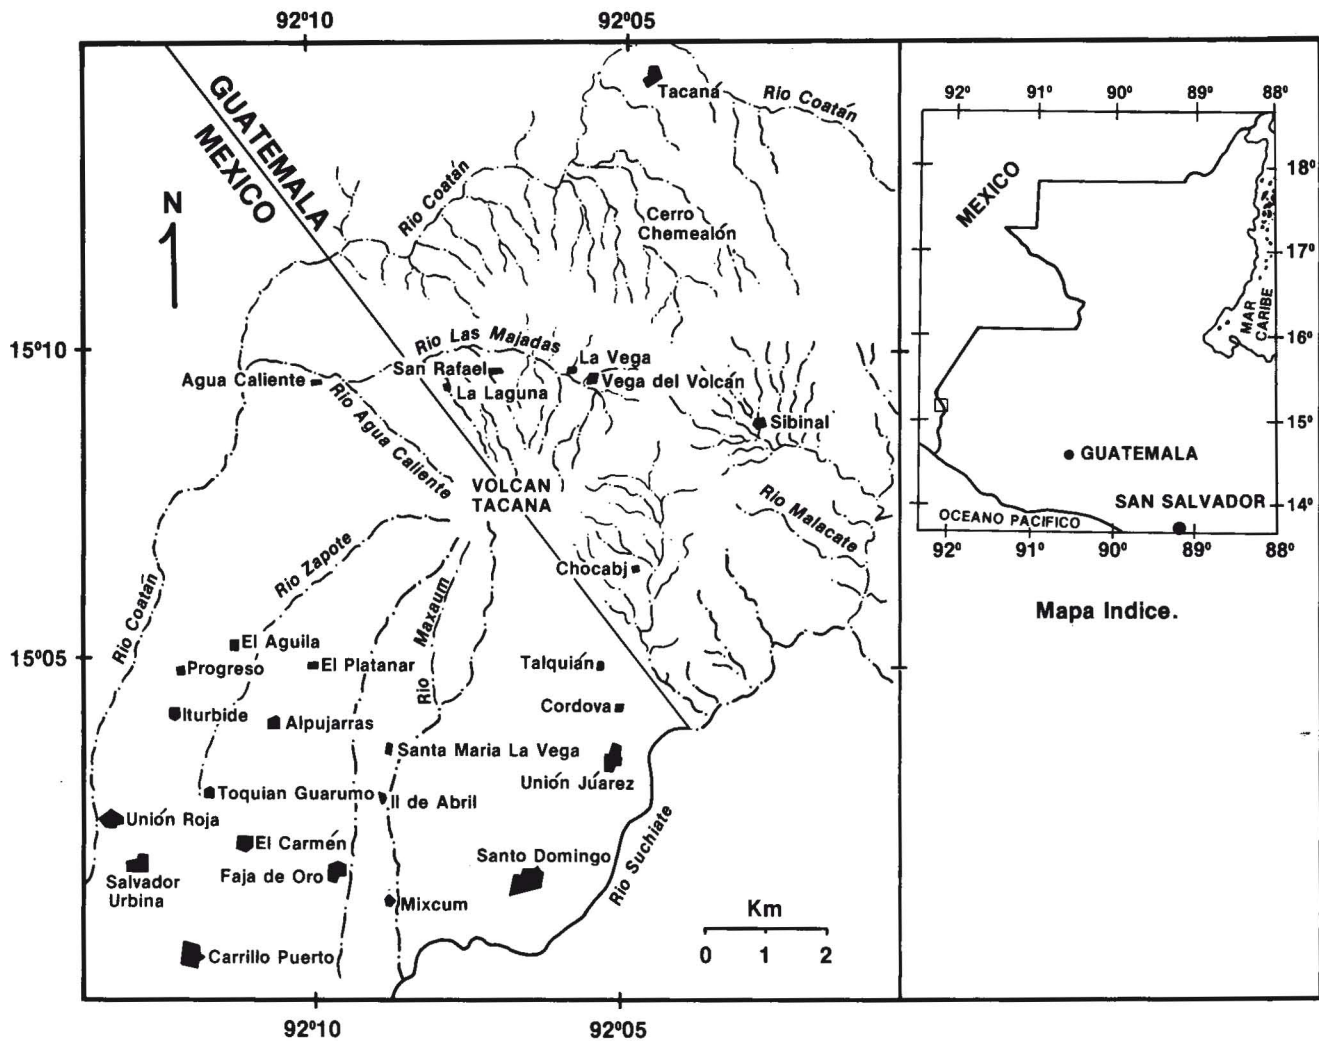 92º10
92º05
GUATEMALA
MEXICO
N
Tacaná
Rio Coatán
Rio Coatán
Cerro
Chemealón
15º10
Rio Las Majadas
La Vega
San Rafael
Vega del Volcán
Agua Caliente
La Laguna
Rio Agua Caliente
Sibinal
VOLCAN
TACANA
Rio Malacate
Rio Zapote
Chocabj
Rio Coatán
Rio Maxaum
15º05
El Aguila
Progreso
El Platanar
Talquián
Iturbide
Alpujarras
Cordova
Santa Maria La Vega
Unión Júarez
Toquian Guarumo
II de Abril
Unión Roja
El Carmén
Santo Domingo
Rio Suchiate
Salvador
Urbina
Faja de Oro
Mixcum
Carrillo Puerto
Km
0 1 2
92º10
92º05
92º 91º 90º 89º 88º
MEXICO
18º
17º
MAR
CARIBE
16º
15º
GUATEMALA
SAN SALVADOR
14º
OCEANO PACIFICO
92º 91º 90º 89º 88º
Mapa Indice.